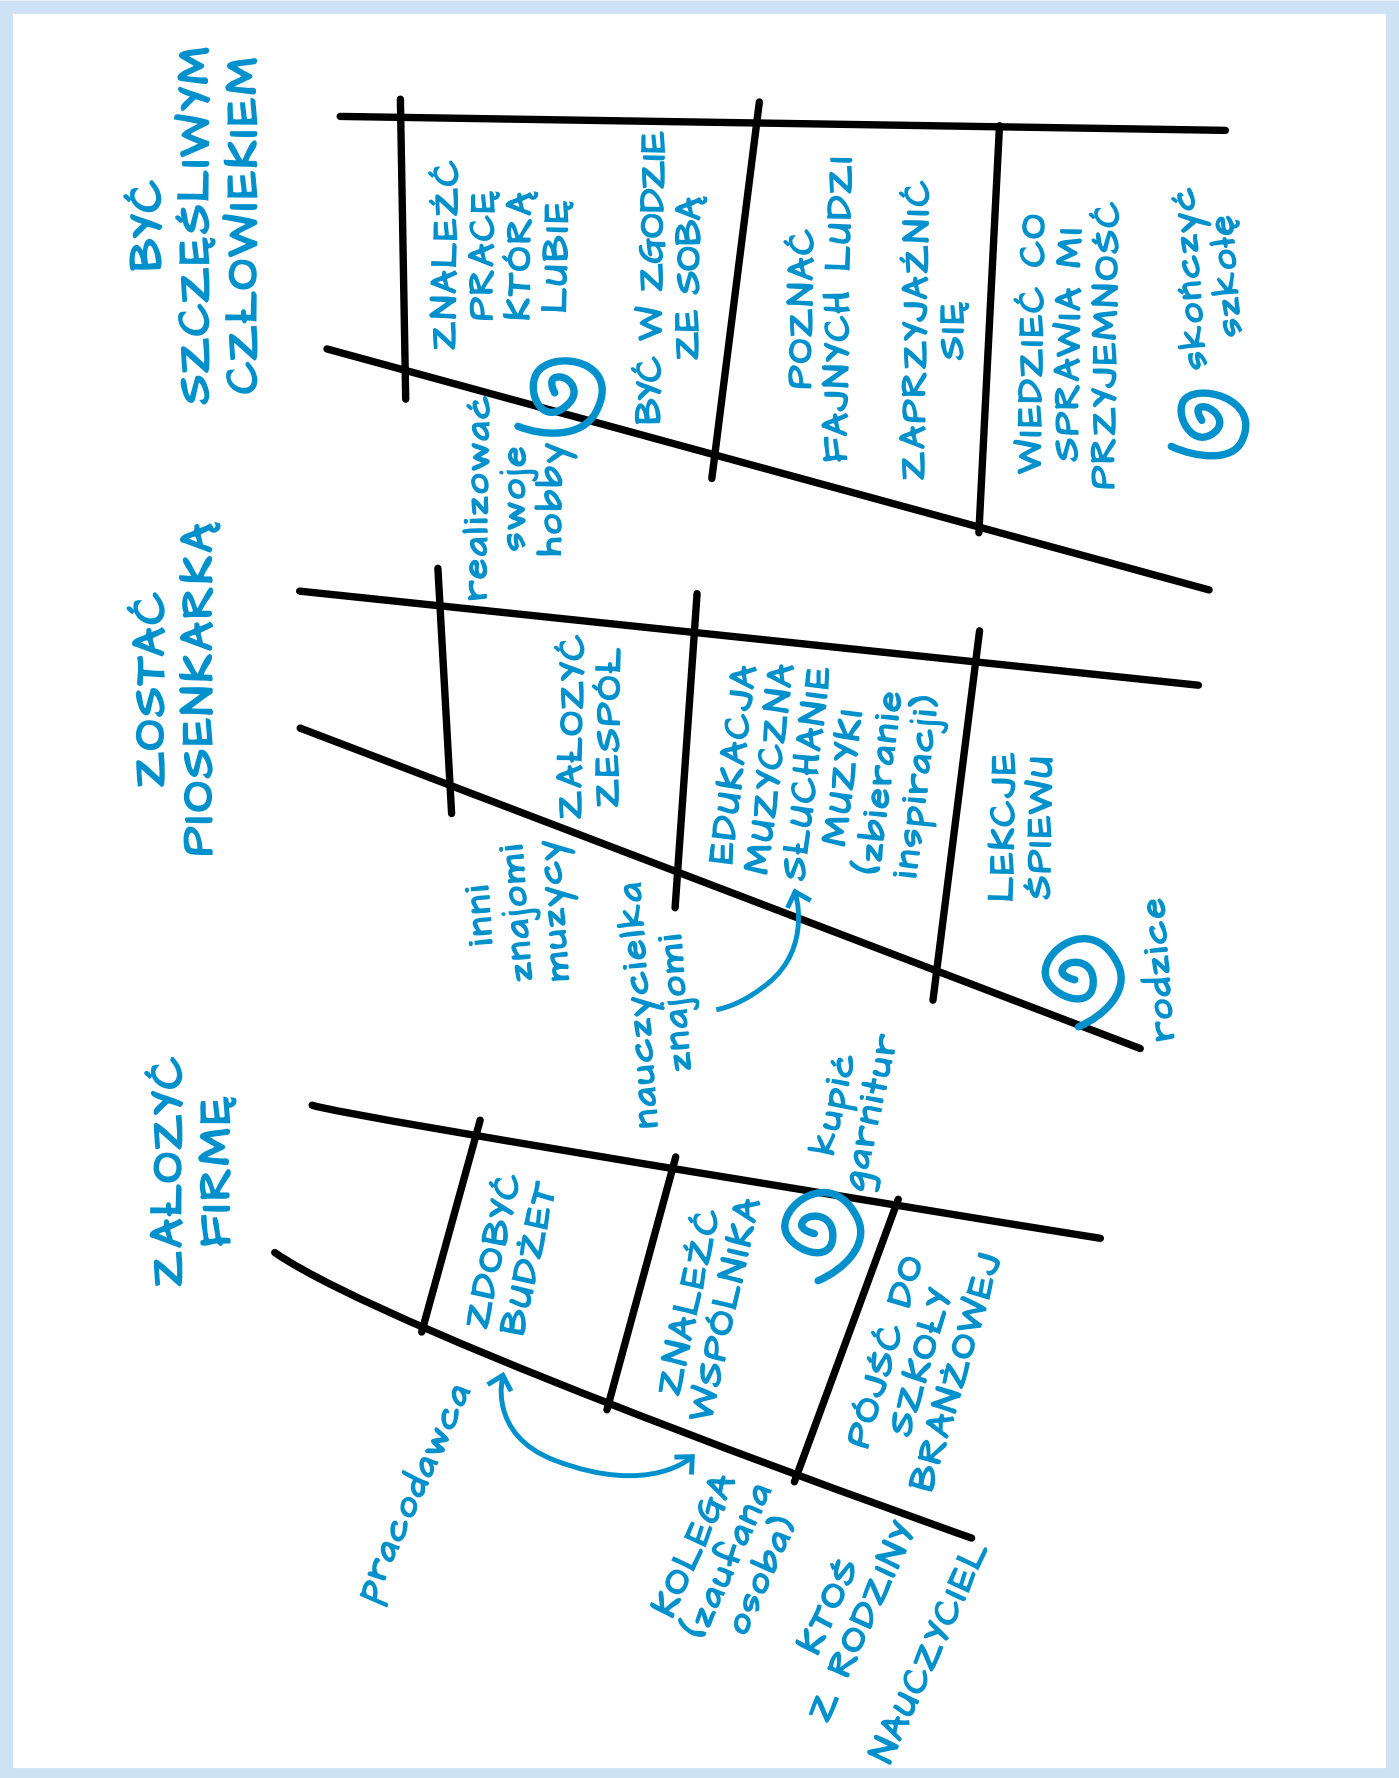 ZAŁOZYĆ
FIRMĘ
ZDOBYĆ
BUDŻET
ZNALEŹĆ
WSPÓLNIKA
kupić
garnitur
PÓJŚĆ DO
SZKOŁY
BRANŻOWEJ
Pracodawca
KOLEGA
(zaufana
osoba)
KTOŚ
Z RODZINY
NAUCZYCIEL
ZOSTAĆ
PIOSENKARKĄ
ZAŁOZYĆ
ZESPÓŁ
EDUKACJA
MUZYCZNA
SŁUCHANIE
MUZYKI
(zbieranie
inspiracji)
LEKCJE
ŚPIEWU
inni
znajomi
muzycy
nauczycielka
znajomi
rodzice
BYĆ
SZCZĘŚLIWYM
CZŁOWIEKIEM
ZNALEŹĆ
PRACĘ
KTÓRĄ
LUBIĘ
realizować
swoje
hobby
BYĆ W ZGODZIE
ZE SOBĄ
POZNAĆ
FAJNYCH LUDZI
ZAPRZYJAŹNIĆ
SIĘ
WIEDZIEĆ CO
SPRAWIA MI
PRZYJEMNOŚĆ
skończyć
szkołę